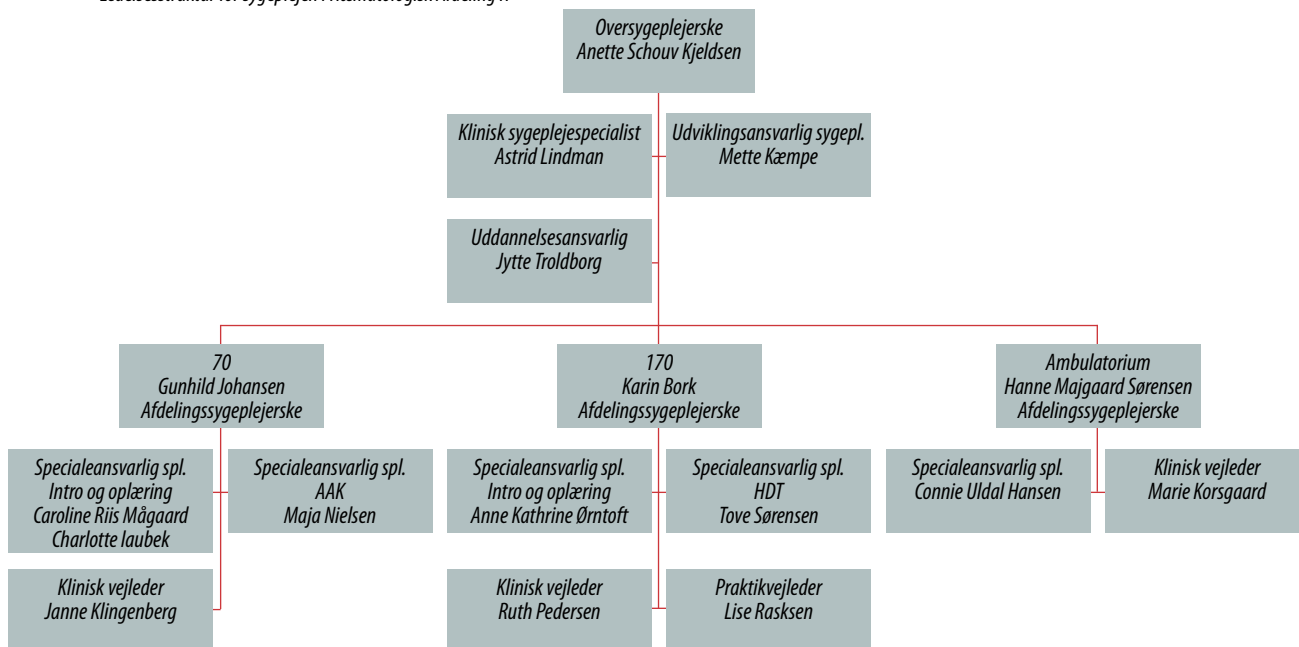 Oversygeplejerske
Anette Schouv Kjeldsen
Klinisk sygeplejespecialist
Astrid Lindman
Udviklingsansvarlig sygepl.
Mette Kæmpe
Uddannelsesansvarlig
Jytte Troldborg
70
Gunhild Johansen
Afdelingssygeplejerske
170
Karin Bork
Afdelingssygeplejerske
Ambulatorium
Hanne Majgaard Sørensen
Afdelingssygeplejerske
Specialeansvarlig spl.
Intro og oplæring
Caroline Riis Mågaard
Charlotte laubek
Specialeansvarlig spl.
AAK
Maja Nielsen
Specialeansvarlig spl.
Intro og oplæring
Anne Kathrine Ørntoft
Specialeansvarlig spl.
HDT
Tove Sørensen
Specialeansvarlig spl.
Connie Uldal Hansen
Klinisk vejleder
Marie Korsgaard
Klinisk vejleder
Janne Klingenberg
Klinisk vejleder
Ruth Pedersen
Praktikvejleder
Lise Rasksen